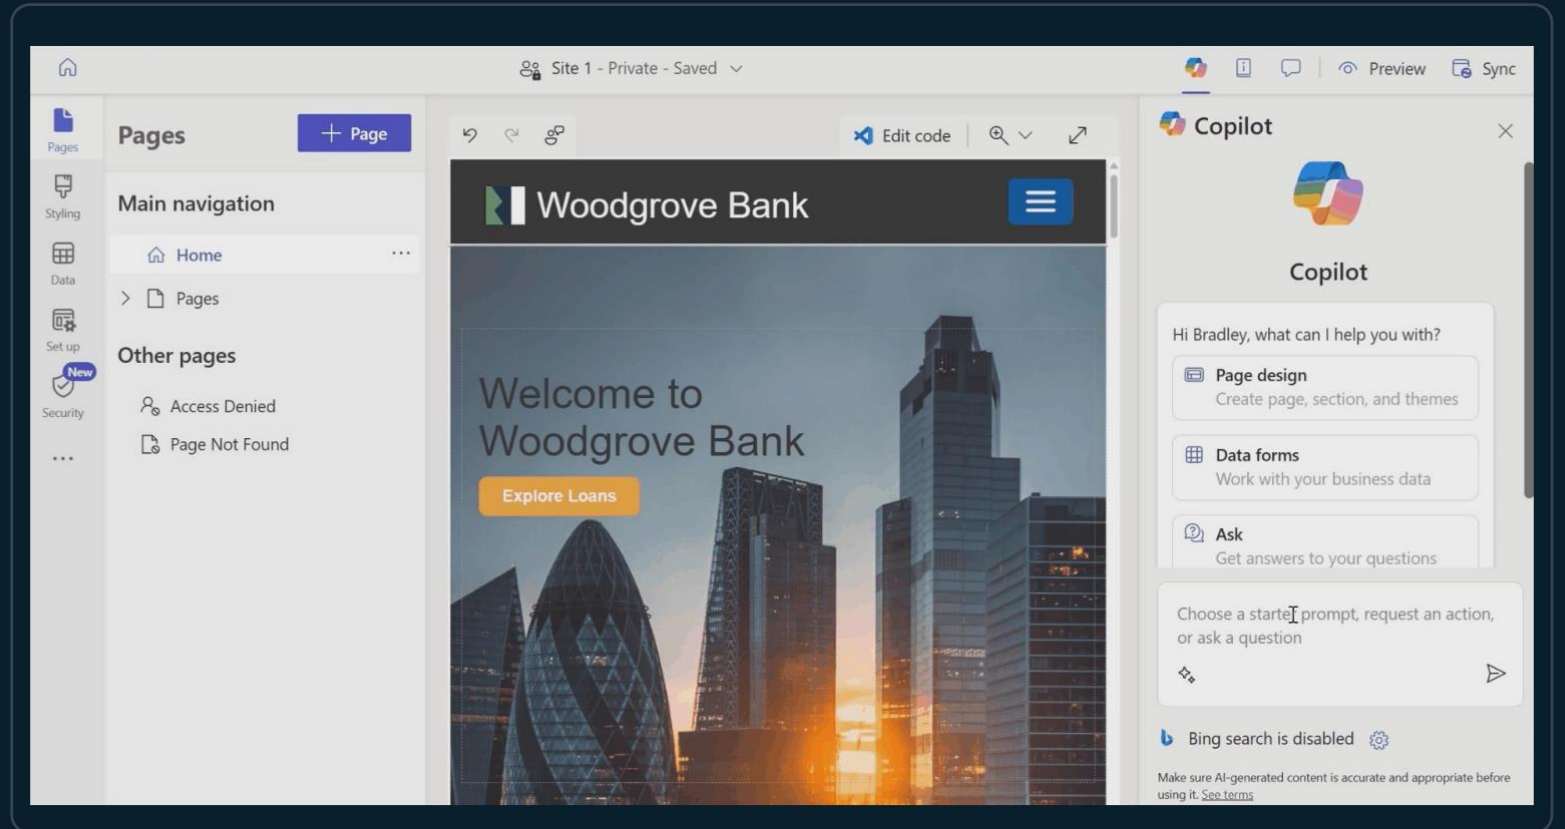 Site 1 - Private - Saved
Preview
Sync
Pages
Styling
Data
Set up
New
Security
Pages
+ Page
Main navigation
Home
Pages
Other pages
Access Denied
Page Not Found
Edit code
Woodgrove Bank
Welcome to
Woodgrove Bank
Explore Loans
Copilot
Copilot
Hi Bradley, what can I help you with?
Page design
Create page, section, and themes
Data forms
Work with your business data
Ask
Get answers to your questions
Choose a starter prompt, request an action,
or ask a question
Bing search is disabled
Make sure AI-generated content is accurate and appropriate before
using it. See terms